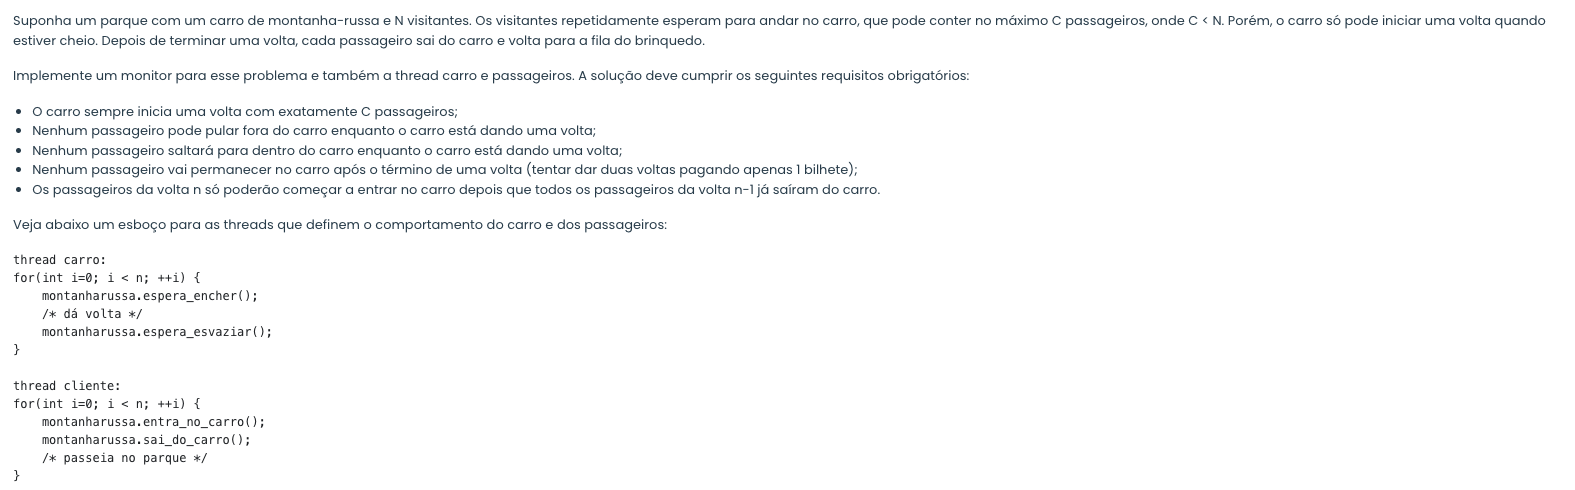 Suponha um parque com um carro de montanha-russa e N visitantes. Os visitantes repetidamente esperam para andar no carro, que pode conter no máximo C passageiros, onde C < N. Porém, o carro só pode iniciar uma volta quando
estiver cheio. Depois de terminar uma volta, cada passageiro sai do carro e volta para a fila do brinquedo.
Implemente um monitor para esse problema e também a thread carro e passageiros. A solução deve cumprir os seguintes requisitos obrigatórios:
• O carro sempre inicia uma volta com exatamente C passageiros;
• Nenhum passageiro pode pular fora do carro enquanto o carro está dando uma volta;
• Nenhum passageiro saltará para dentro do carro enquanto o carro está dando uma volta;
• Nenhum passageiro vai permanecer no carro após o término de uma volta (tentar dar duas voltas pagando apenas 1 bilhete);
• Os passageiros da volta n só poderão começar a entrar no carro depois que todos os passageiros da volta n-1 já saíram do carro.
Veja abaixo um esboço para as threads que definem o comportamento do carro e dos passageiros:
thread carro:
for(int i=0; i < n; ++i) {
    montanharussa.espera_encher();
    /* dá volta */
    montanharussa.espera_esvaziar();
}
thread cliente:
for(int i=0; i < n; ++i) {
    montanharussa.entra_no_carro();
    montanharussa.sai_do_carro();
    /* passeia no parque */
}